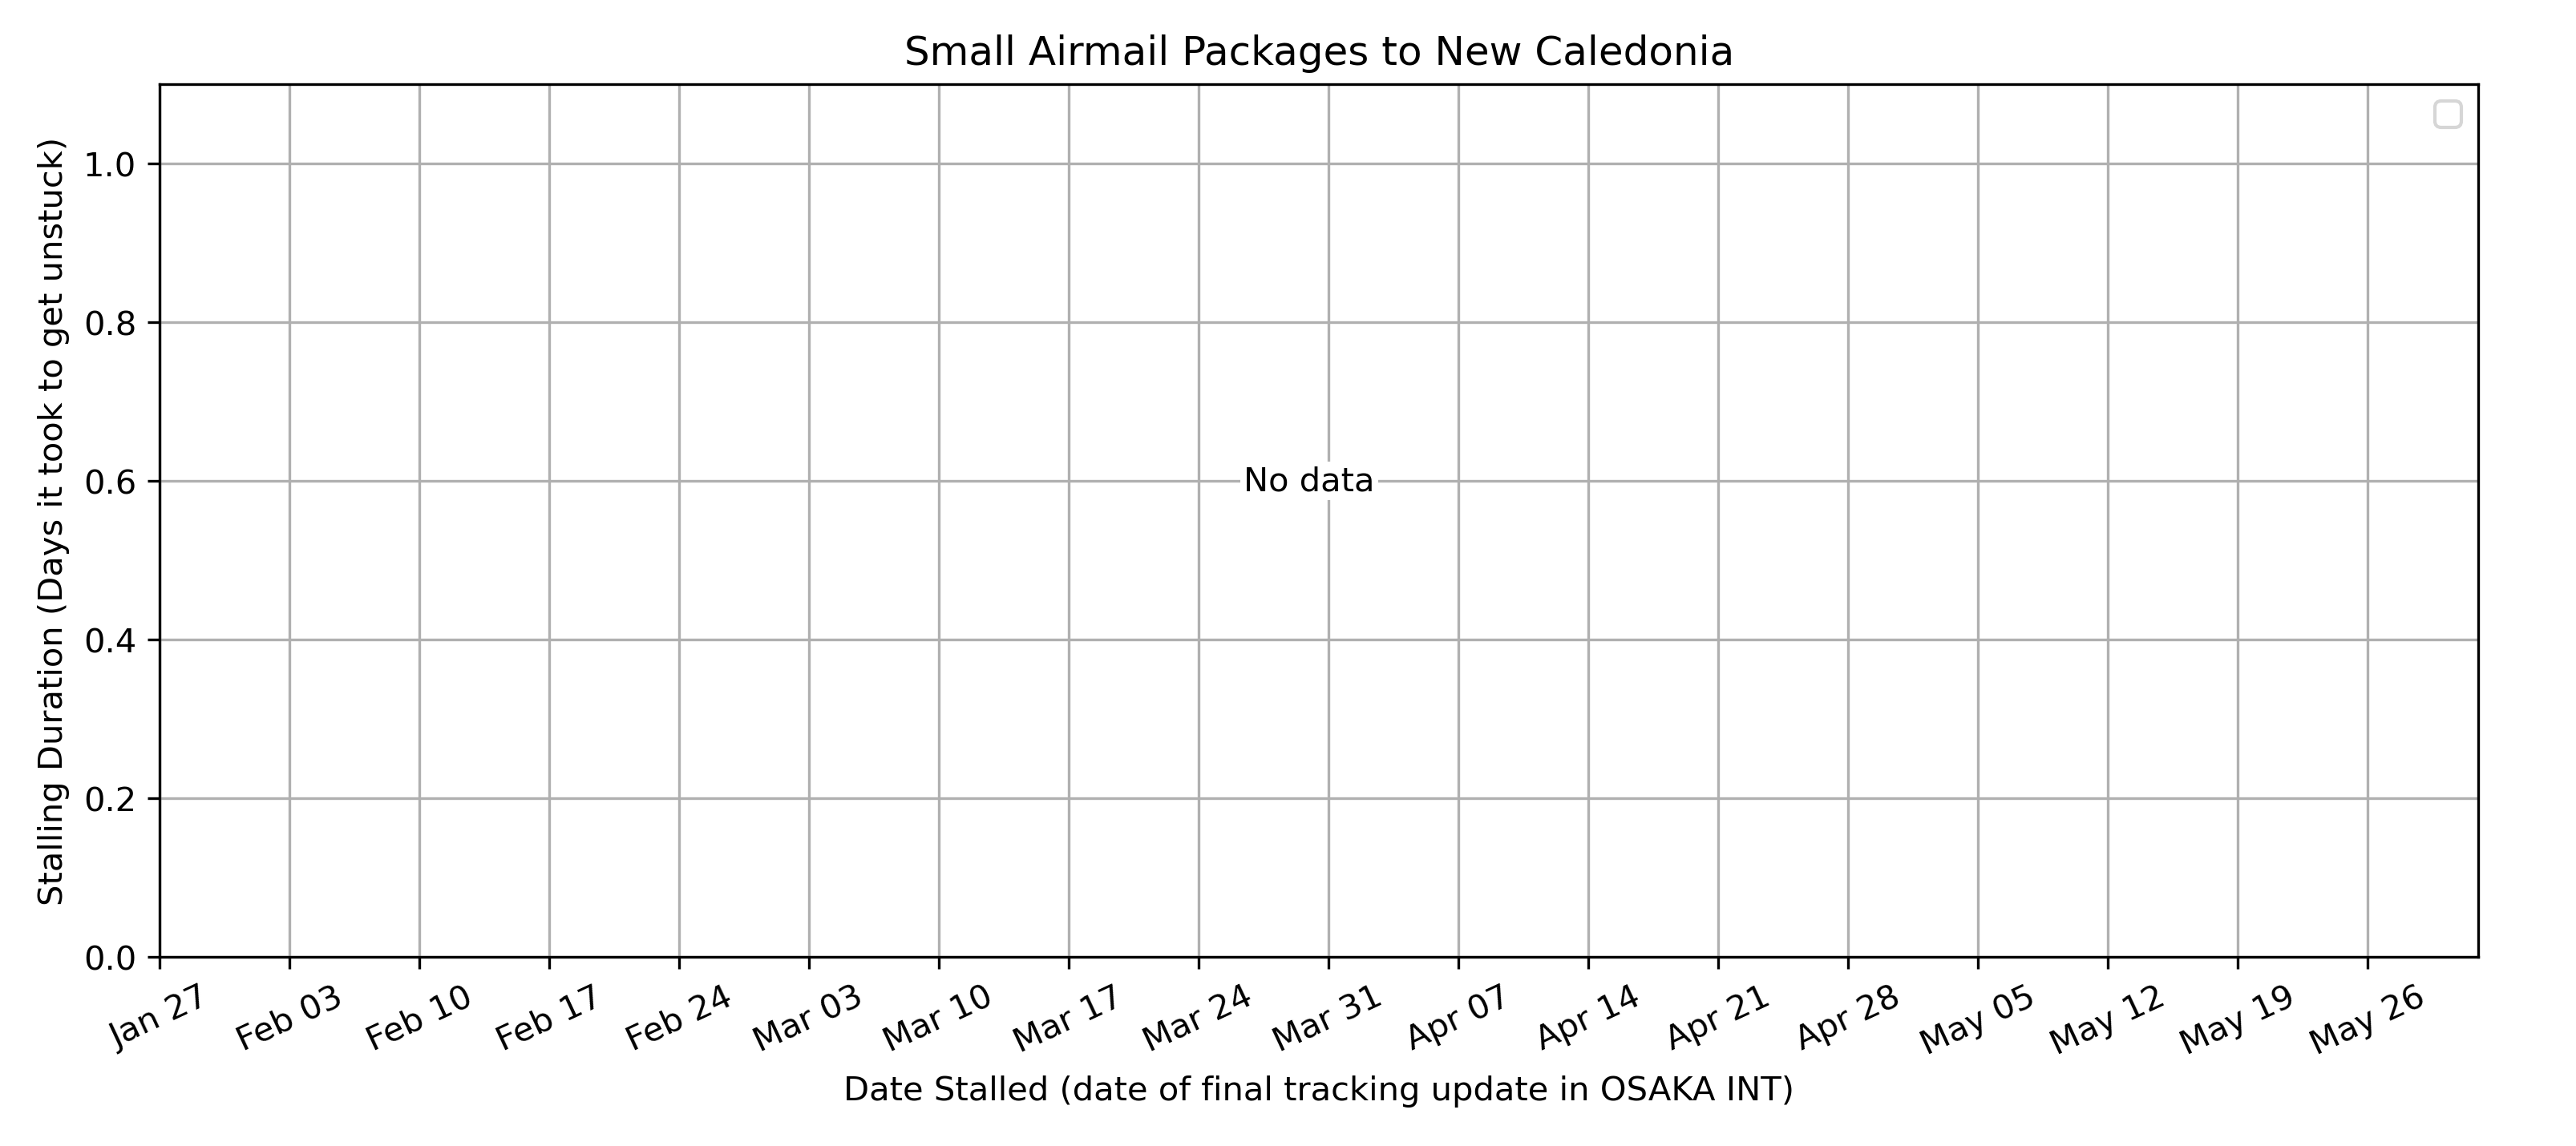 Small Airmail Packages to New Caledonia
Stalling Duration (Days it took to get unstuck)
1.0
0.8
0.6
0.4
0.2
0.0
No data
Jan 27
Feb 03
Feb 10
Feb 17
Feb 24
Mar 03
Mar 10
Mar 17
Mar 24
Mar 31
Apr 07
Apr 14
Apr 21
Apr 28
May 05
May 12
May 19
May 26
Date Stalled (date of final tracking update in OSAKA INT)